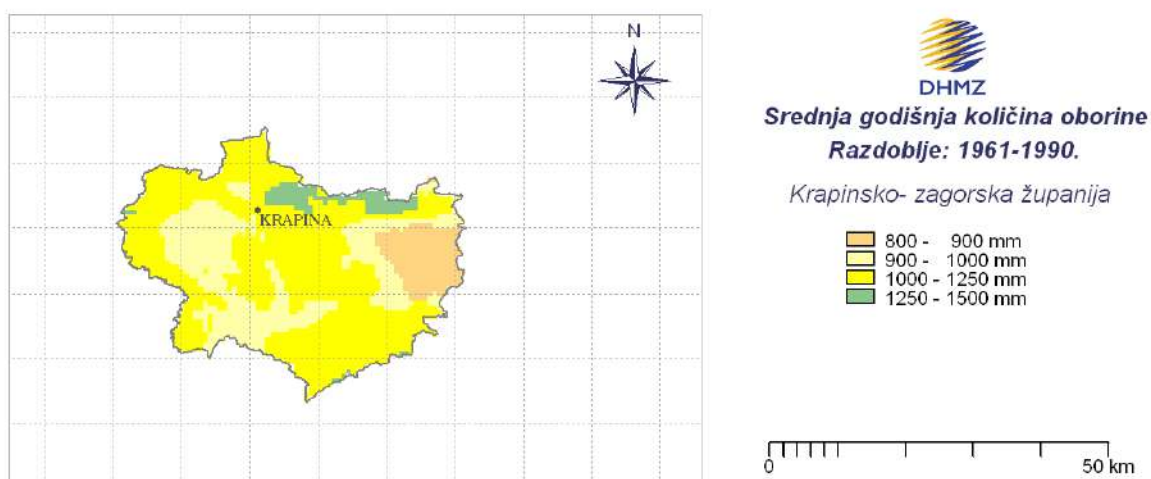 N
KRAPINA
DHMZ
Srednja godišnja količina oborine
Razdoblje: 1961-1990.
Krapinsko- zagorska županija
800 - 900 mm
900 - 1000 mm
1000 - 1250 mm
1250 - 1500 mm
0 50 km